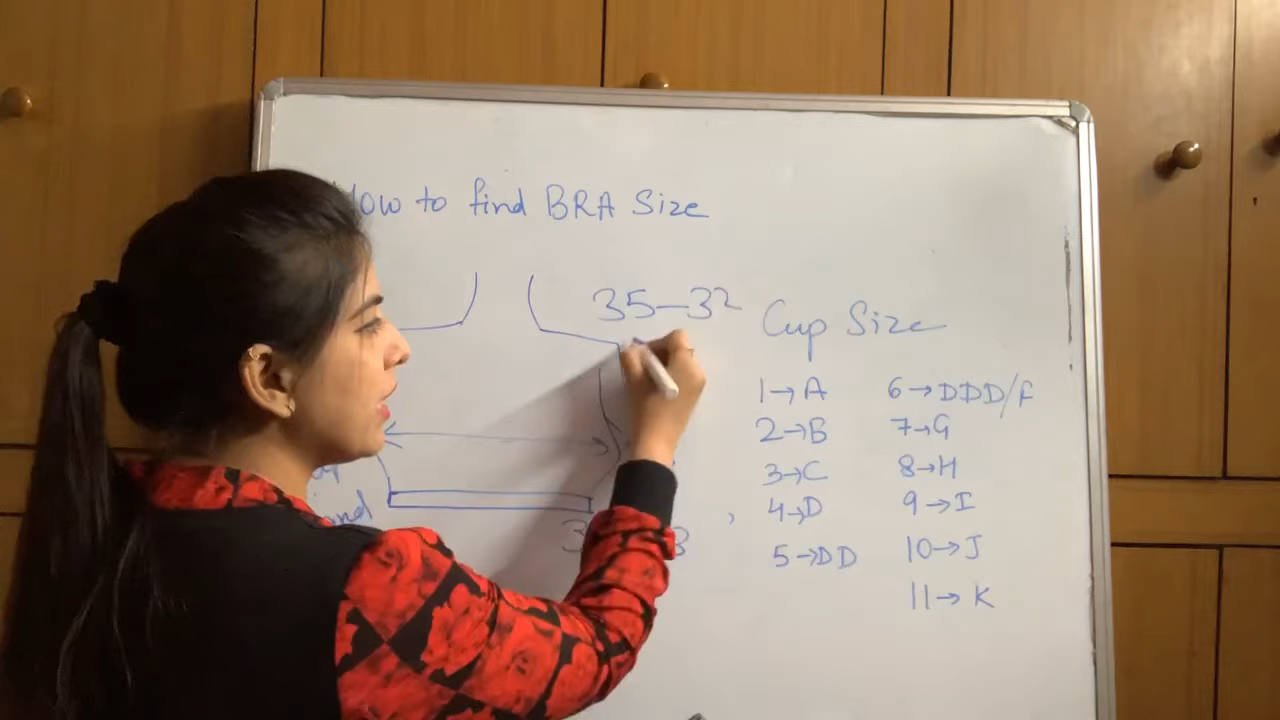 How to find BRA Size
35-32
Cup Size
1→A
2→B
3→C
4→D
5→DD
6→DDD/F
7→G
8→H
9→I
10→J
11→K